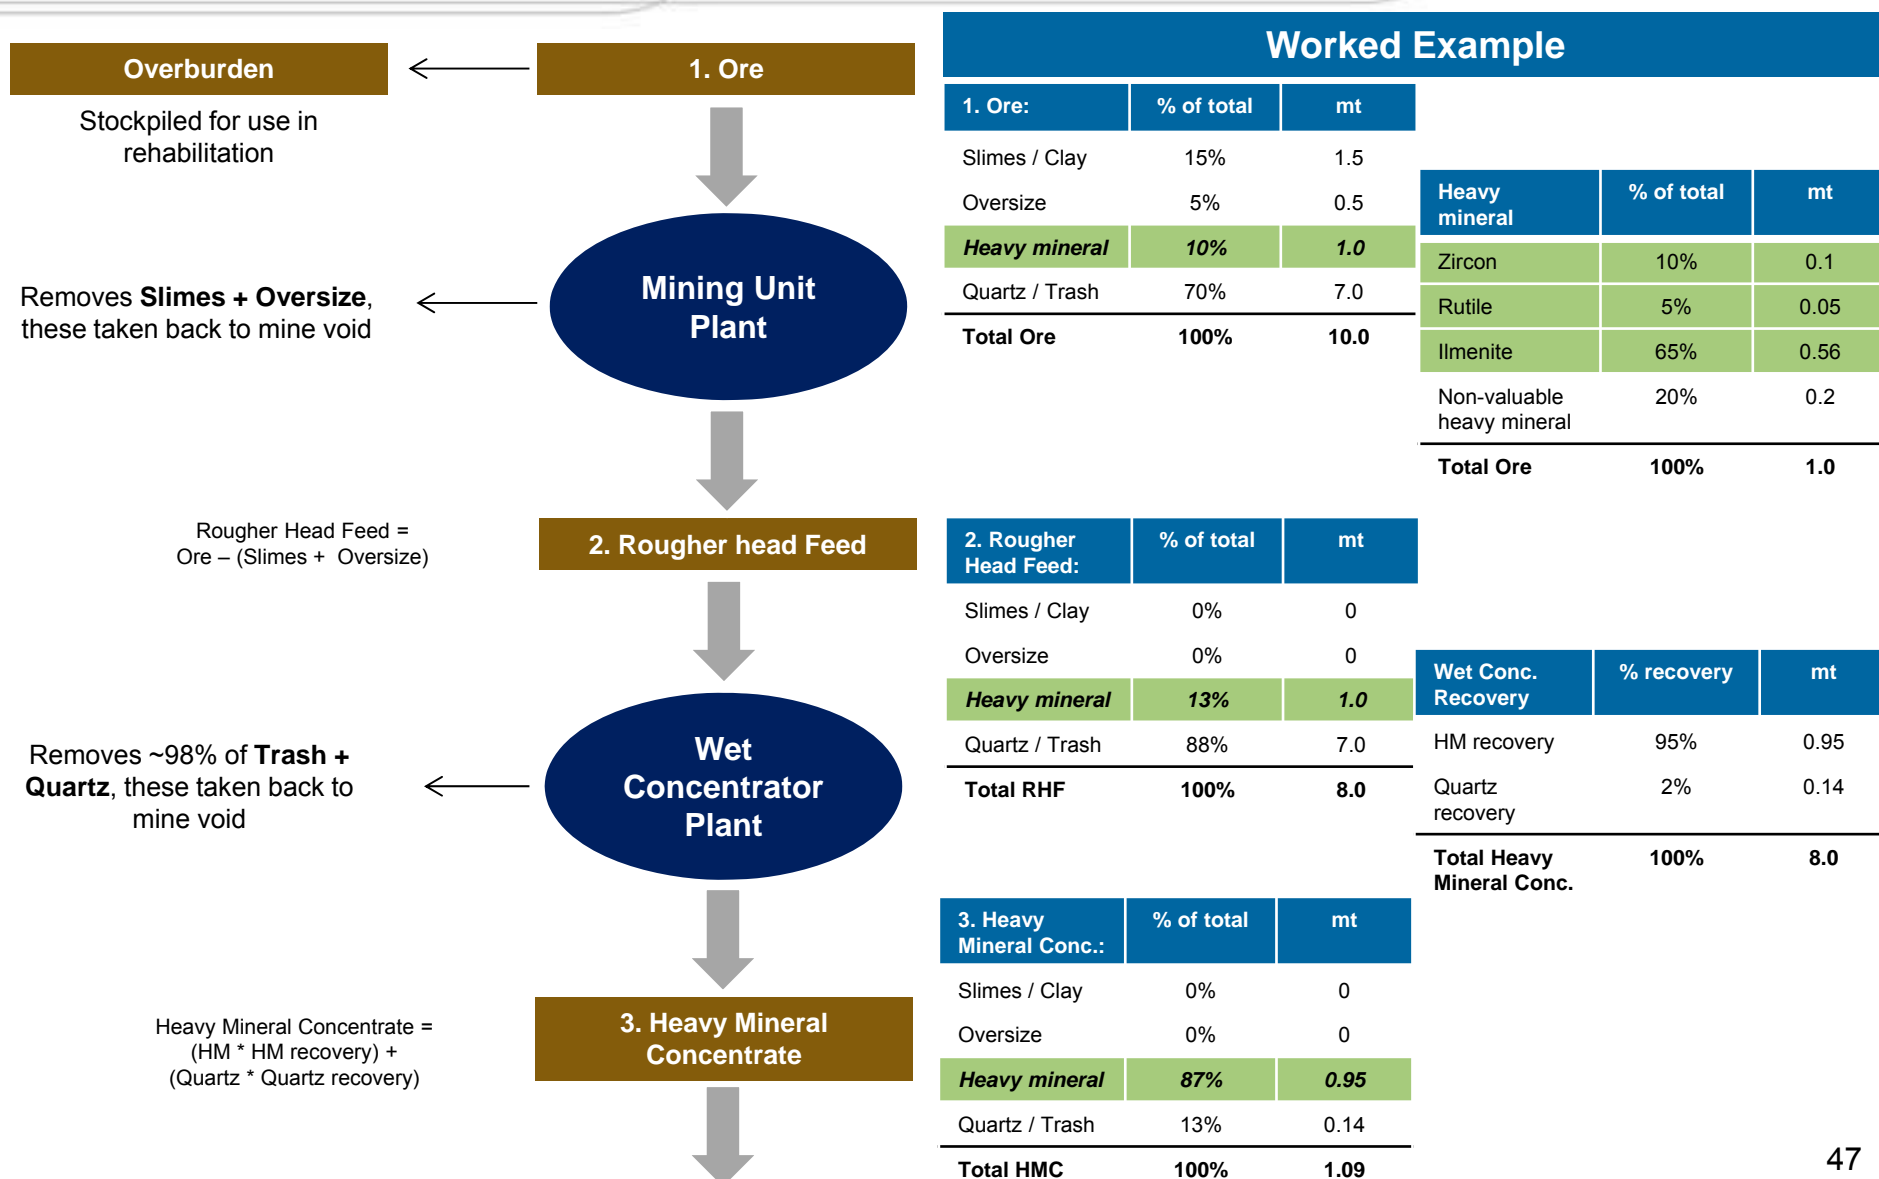 Worked Example
Overburden
1. Ore
Stockpiled for use in
rehabilitation
Mining Unit
Plant
Removes Slimes + Oversize,
these taken back to mine void
Rougher Head Feed =
Ore – (Slimes + Oversize)
2. Rougher head Feed
Wet
Concentrator
Plant
Removes ~98% of Trash +
Quartz, these taken back to
mine void
Heavy Mineral Concentrate =
(HM * HM recovery) +
(Quartz * Quartz recovery)
3. Heavy Mineral
Concentrate
1. Ore: % of total mt
Slimes / Clay 15% 1.5
Oversize 5% 0.5
Heavy mineral 10% 1.0
Quartz / Trash 70% 7.0
Total Ore 100% 10.0
Heavy
mineral % of total mt
Zircon 10% 0.1
Rutile 5% 0.05
Ilmenite 65% 0.56
Non-valuable
heavy mineral 20% 0.2
Total Ore 100% 1.0
2. Rougher
Head Feed: % of total mt
Slimes / Clay 0% 0
Oversize 0% 0
Heavy mineral 13% 1.0
Quartz / Trash 88% 7.0
Total RHF 100% 8.0
Wet Conc.
Recovery % recovery mt
HM recovery 95% 0.95
Quartz
recovery 2% 0.14
Total Heavy
Mineral Conc. 100% 8.0
3. Heavy
Mineral Conc.: % of total mt
Slimes / Clay 0% 0
Oversize 0% 0
Heavy mineral 87% 0.95
Quartz / Trash 13% 0.14
Total HMC 100% 1.09
47